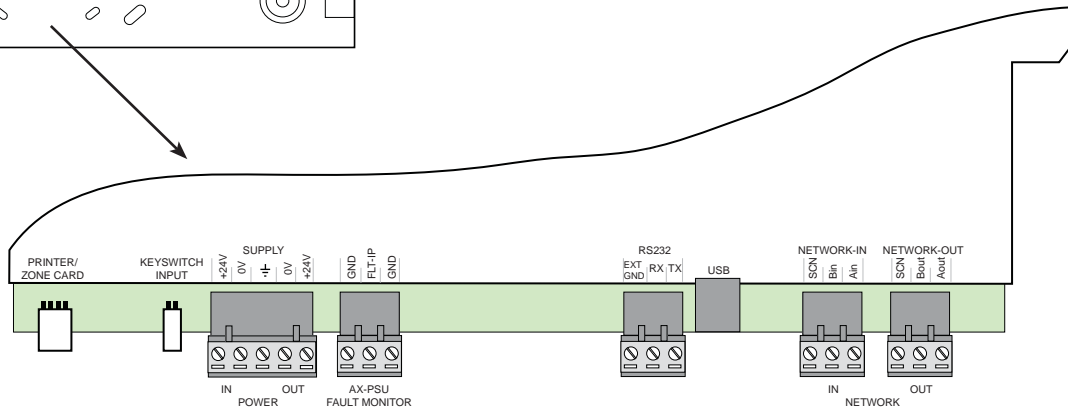 PRINTER/
ZONE CARD
KEYSWITCH
INPUT
SUPPLY
+24V
0V
0V
+24V
GND
FLT-IP
GND
RS232
EXT
GND
RX TX
USB
NETWORK-IN
SCN
Bin
Ain
NETWORK-OUT
SCN
Bout
Aout
IN OUT
POWER
AX-PSU
FAULT MONITOR
IN OUT
NETWORK